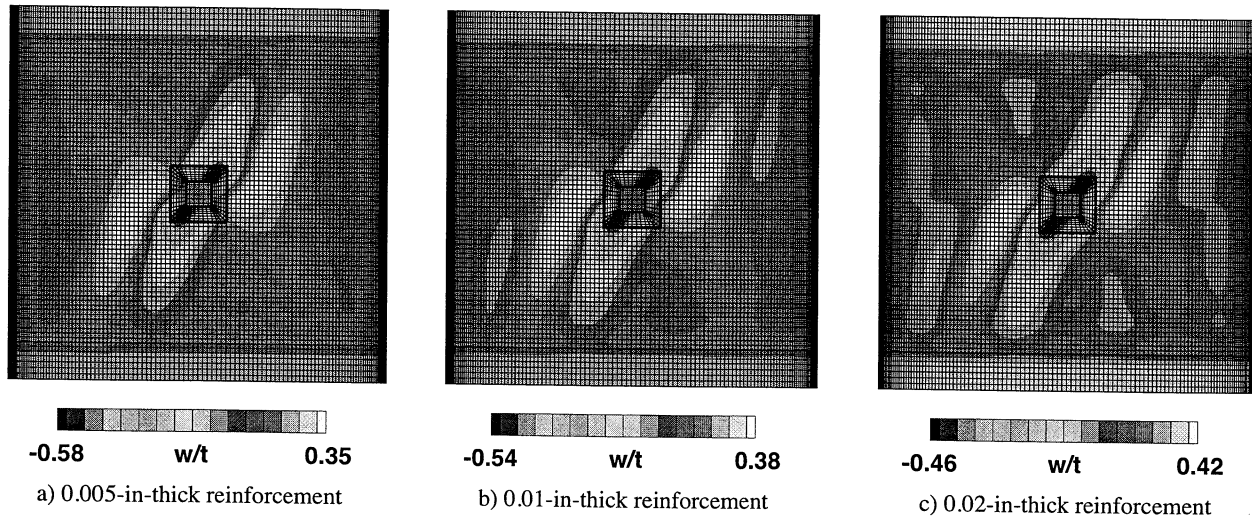 -0.58 w/t 0.35
a) 0.005-in-thick reinforcement
-0.54 w/t 0.38
b) 0.01-in-thick reinforcement
-0.46 w/t 0.42
c) 0.02-in-thick reinforcement